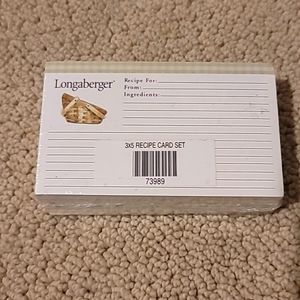 Longaberger®
Recipe For:
From:
Ingredients:
3X5 RECIPE CARD SET
73989